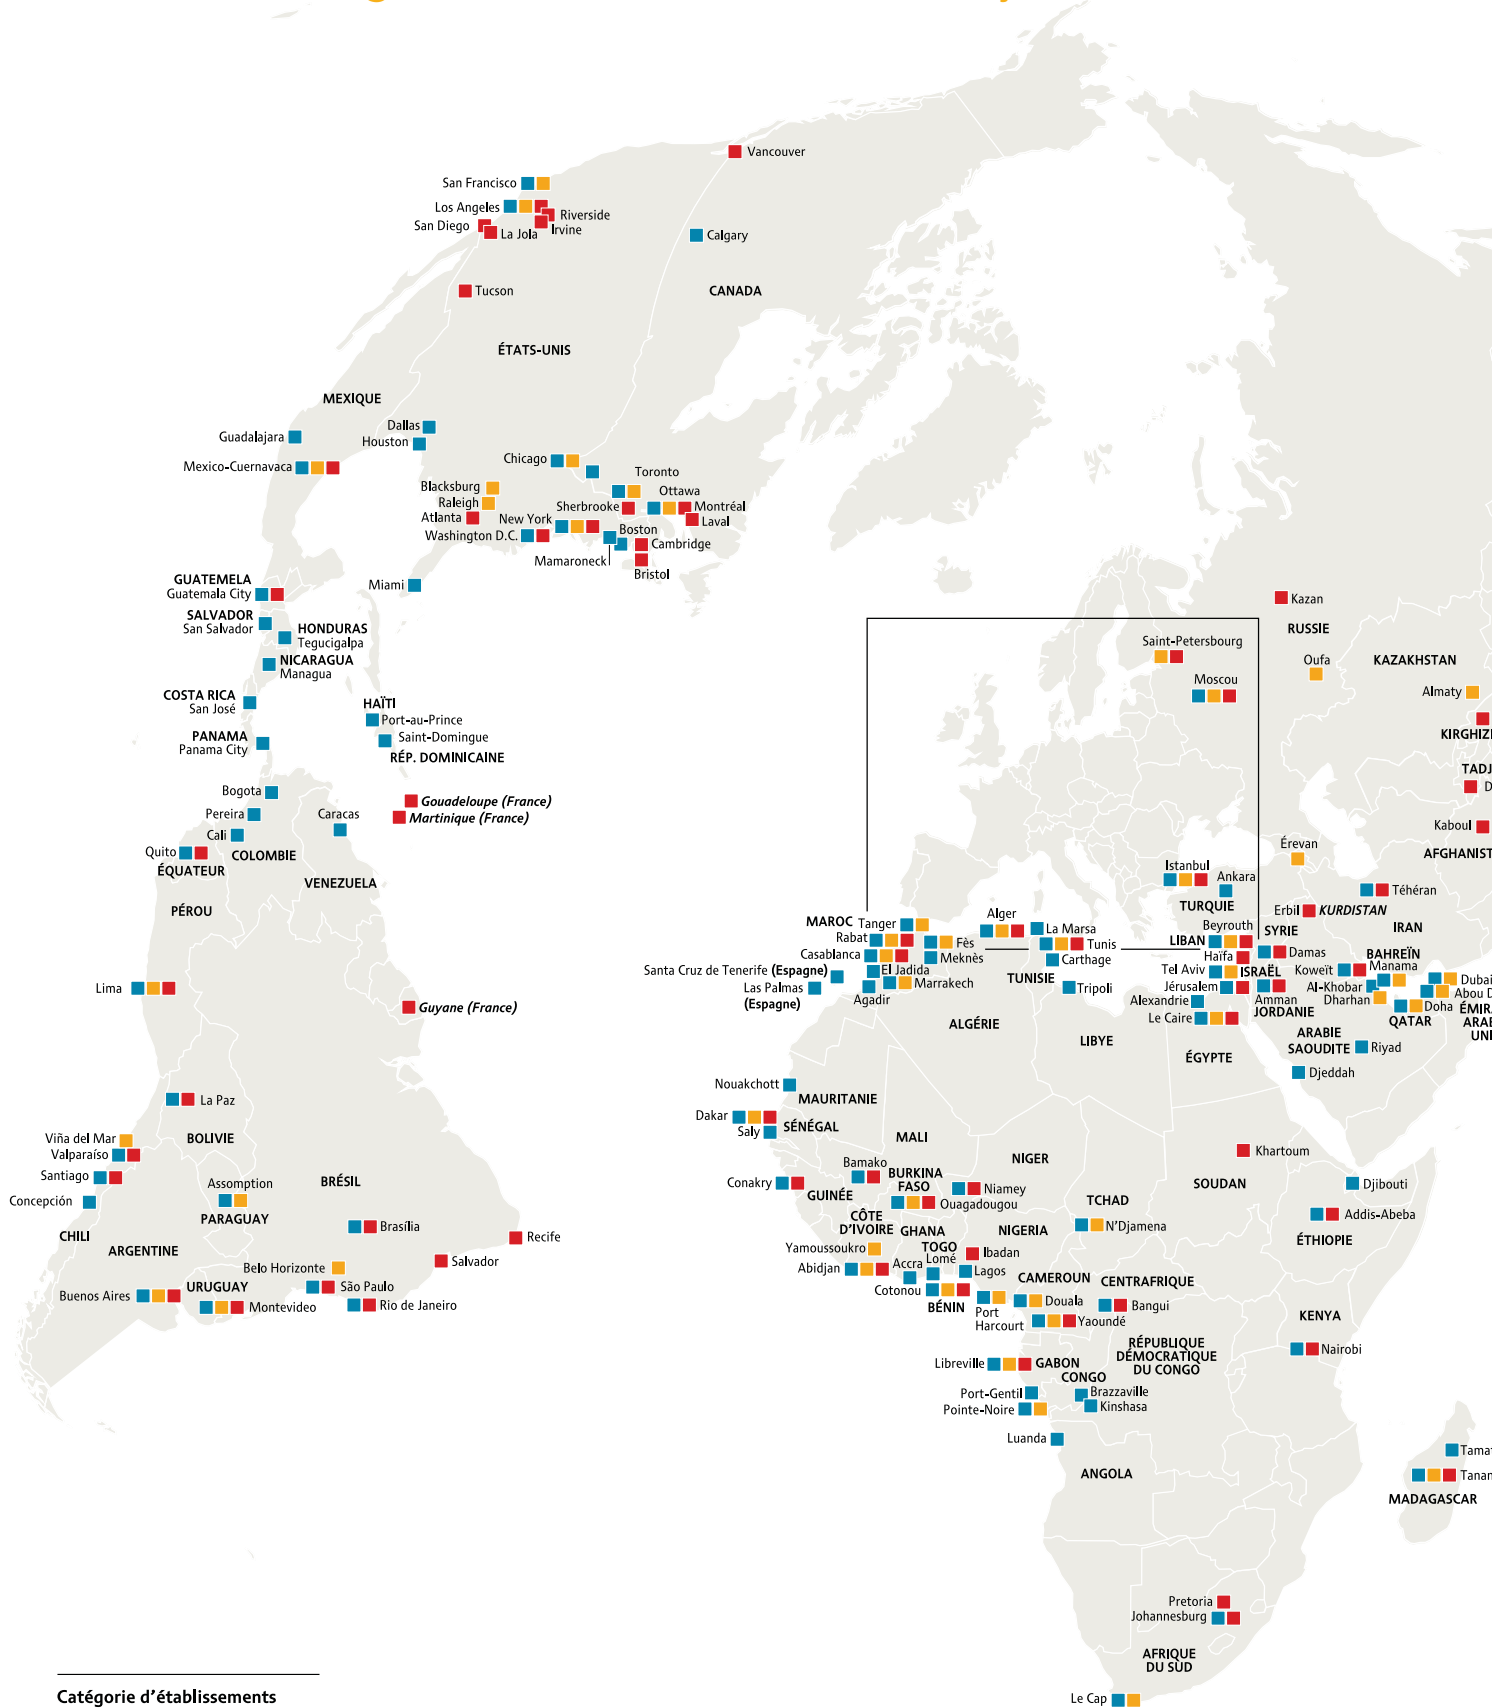 Vancouver
San Francisco
Los Angeles
Riverside
San Diego
La Jola
Irvine
Calgary
Tucson
CANADA
ÉTATS-UNIS
MEXIQUE
Dallas
Guadalajara
Houston
Chicago
Mexico-Cuernavaca
Toronto
Blacksburg
Ottawa
Raleigh
Sherbrooke
Montréal
Atlanta
New York
Laval
Washington D.C.
Boston
Cambridge
Mamaroneck
Bristol
GUATEMELA
Guatemala City
Miami
SALVADOR
San Salvador
HONDURAS
Tegucigalpa
NICARAGUA
Managua
COSTA RICA
San José
HAÏTI
Port-au-Prince
Saint-Domingue
RÉP. DOMINICAINE
PANAMA
Panama City
Bogota
Gouadeloupe (France)
Martinique (France)
Pereira
Caracas
Cali
Quito
COLOMBIE
ÉQUATEUR
VENEZUELA
PÉROU
Lima
Guyane (France)
La Paz
Viña del Mar
BOLIVIE
Valparaíso
Santiago
Assomption
BRÉSIL
Concepción
PARAGUAY
Brasília
CHILI
Recife
ARGENTINE
Salvador
Belo Horizonte
URUGUAY
São Paulo
Buenos Aires
Montevideo
Rio de Janeiro
Kazan
RUSSIE
Saint-Petersbourg
Oufa
KAZAKHSTAN
Moscou
Almaty
KIRGHIZ
TADJ
D
Kaboul
AFGHANIST
Érevan
Istanbul
Ankara
Téhéran
TURQUIE
Erbil
KURDISTAN
IRAN
MAROC
Tanger
Alger
La Marsa
Beyrouth
SYRIE
Rabat
Fès
Tunis
LIBAN
Casablanca
Meknès
Carthage
Haïfa
Damas
BAHREÏN
Santa Cruz de Tenerife (Espagne)
El Jadida
TUNISIE
Tel Aviv
ISRAËL
Koweït
Manama
Las Palmas
(Espagne)
Agadir
Marrakech
Tripoli
Jérusalem
Amman
Al-Khobar
Dubai
Alexandrie
JORDANIE
Dharhan
Abou D
Doha
Le Caire
QATAR
ÉMIRA
ARAB
UNI
ALGÉRIE
LIBYE
ÉGYPTE
ARABIE
SAOUDITE
Riyad
Djeddah
Nouakchott
MAURITANIE
Dakar
Saly
SÉNÉGAL
MALI
Khartoum
NIGER
Bamako
BURKINA
FASO
Conakry
GUINÉE
Niamey
Ouagadougou
TCHAD
SOUDAN
Djibouti
CÔTE
D'IVOIRE
GHANA
NIGERIA
N'Djamena
Addis-Abeba
ÉTHIOPIE
Yamoussoukro
TOGO
Lomé
Ibadan
Abidjan
Accra
Lagos
CAMEROUN
CENTRAFRIQUE
Cotonou
BÉNIN
Port
Harcourt
Douala
Bangui
Yaoundé
KENYA
RÉPUBLIQUE
DÉMOCRATIQUE
DU CONGO
Nairobi
Libreville
GABON
CONGO
Port-Gentil
Brazzaville
Pointe-Noire
Kinshasa
Luanda
ANGOLA
Tama
Tanan
MADAGASCAR
Pretoria
Johannesburg
AFRIQUE
DU SUD
Le Cap
Catégorie d'établissements